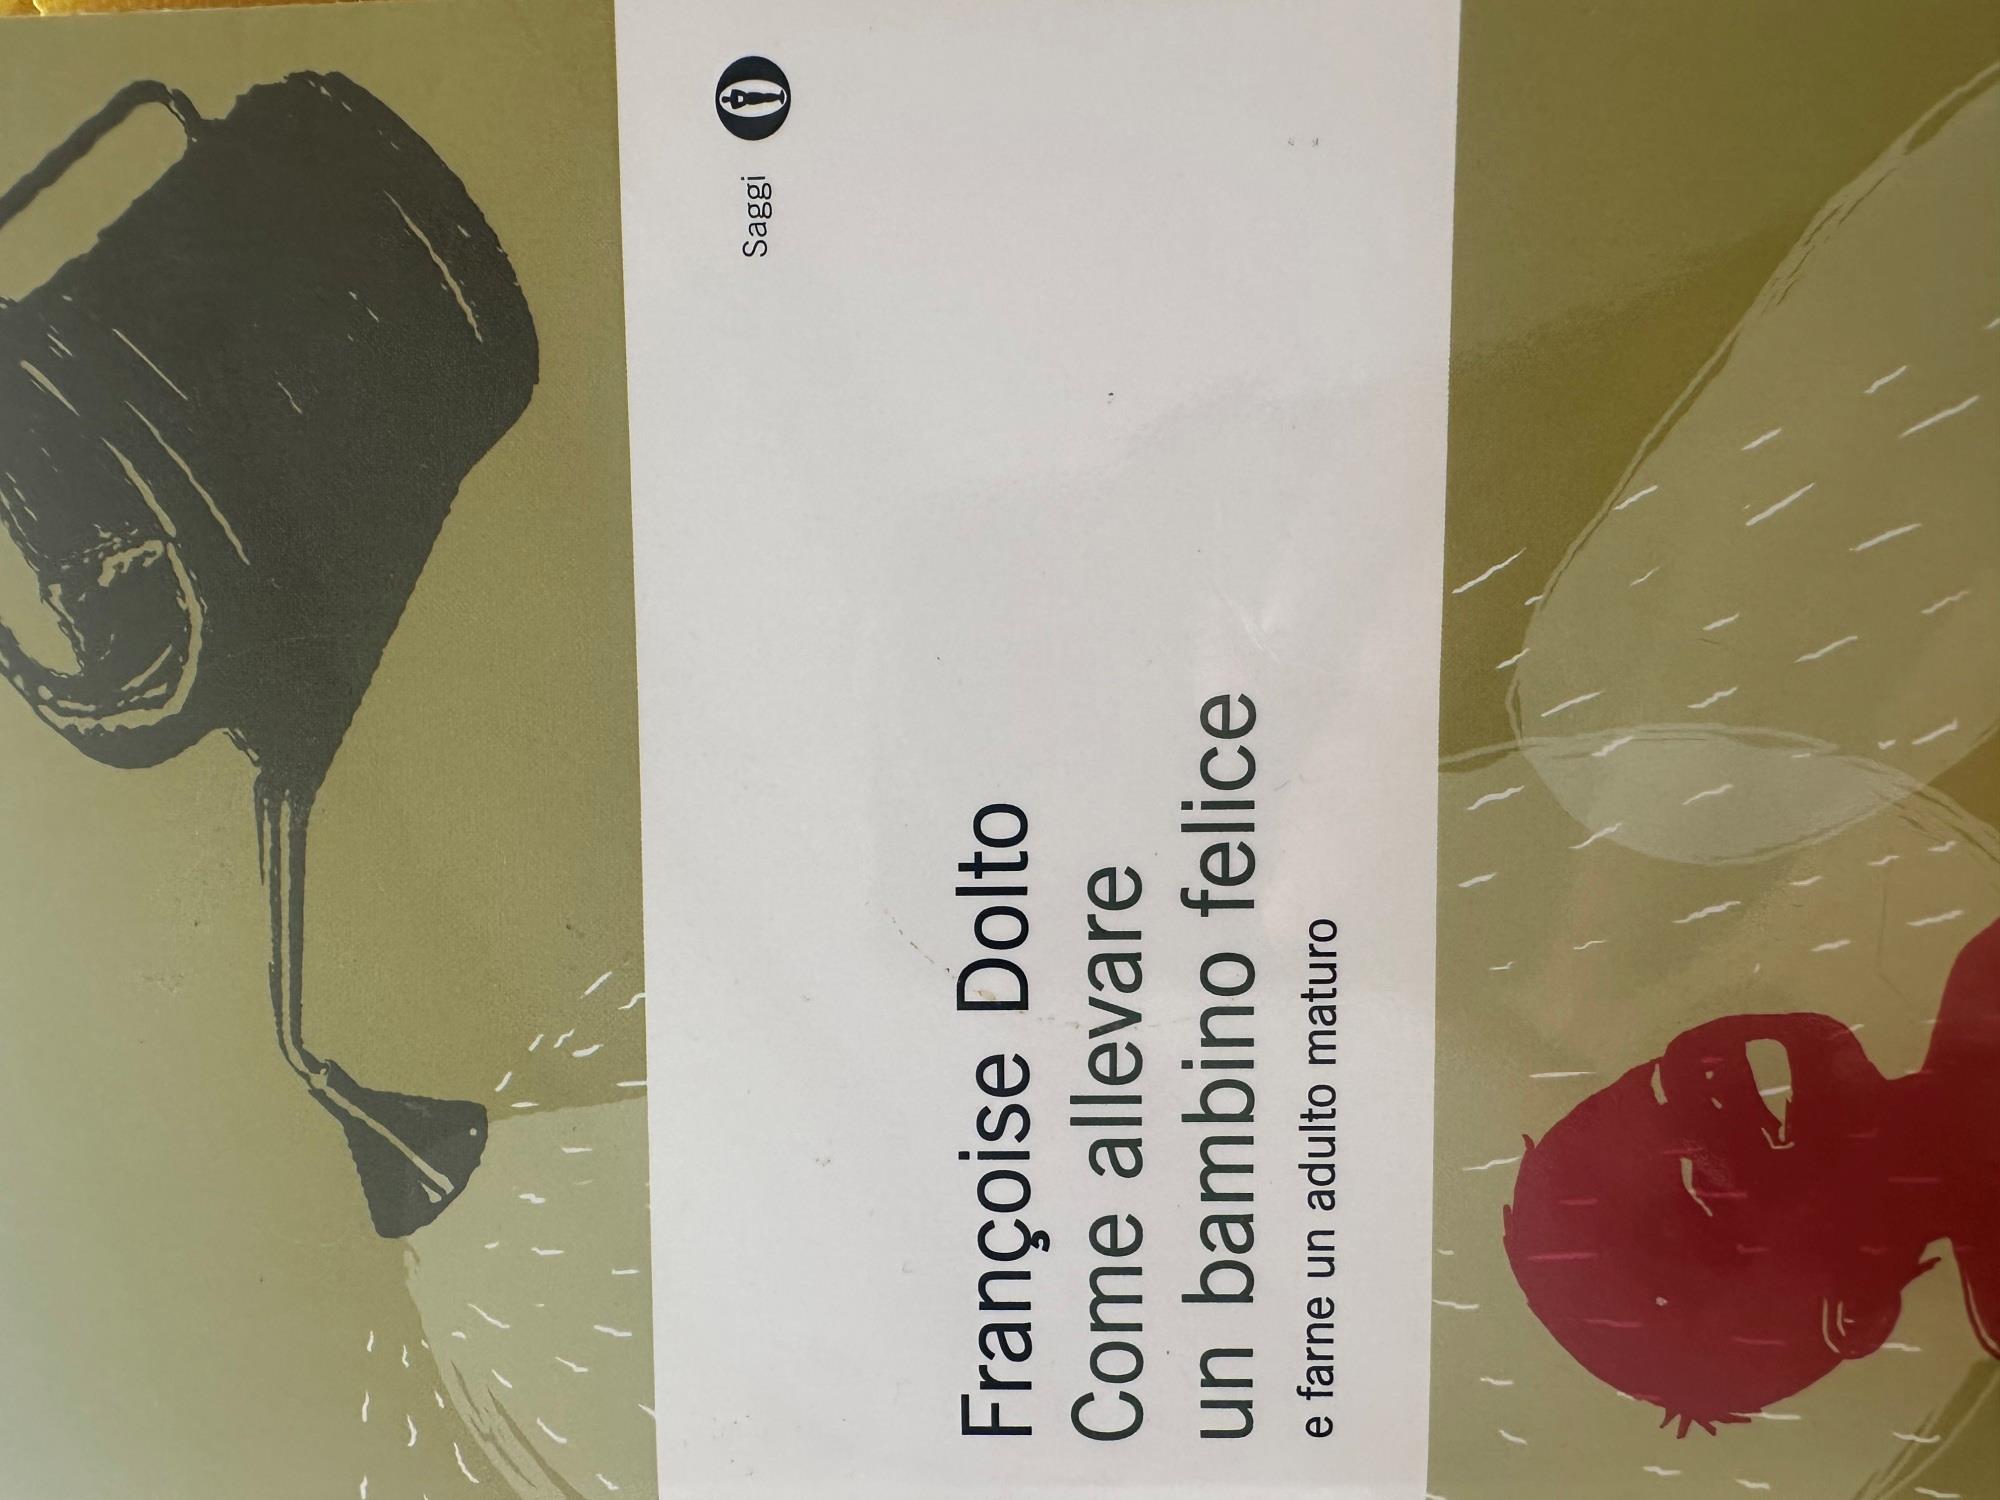 Saggi
Françoise Dolto
Come allevare
un bambino felice
e farne un adulto maturo